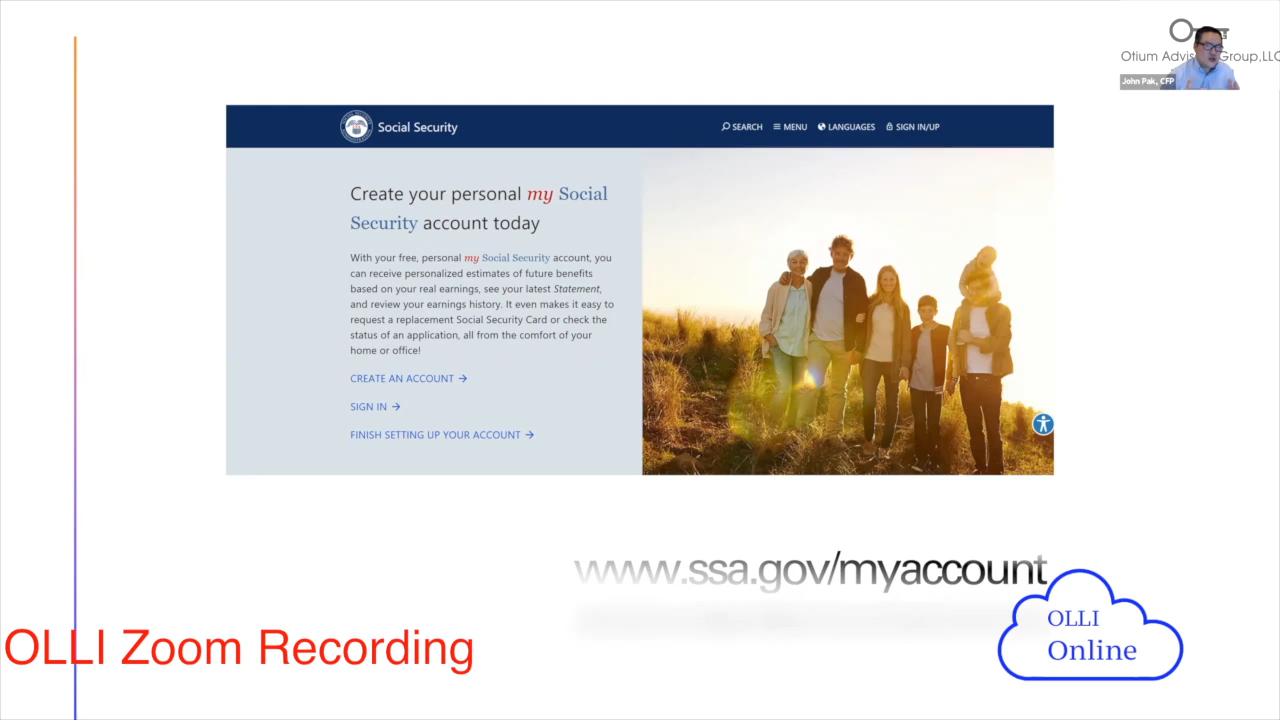 Otium Advis Group,LLC
John Pak, CFP
Social Security
SEARCH
MENU
LANGUAGES
SIGN IN/UP
Create your personal my Social
Security account today
With your free, personal my Social Security account, you
can receive personalized estimates of future benefits
based on your real earnings, see your latest Statement,
and review your earnings history. It even makes it easy to
request a replacement Social Security Card or check the
status of an application, all from the comfort of your
home or office!
CREATE AN ACCOUNT
SIGN IN
FINISH SETTING UP YOUR ACCOUNT
www.ssa.gov/myaccount
OLLI
Online
OLLI Zoom Recording